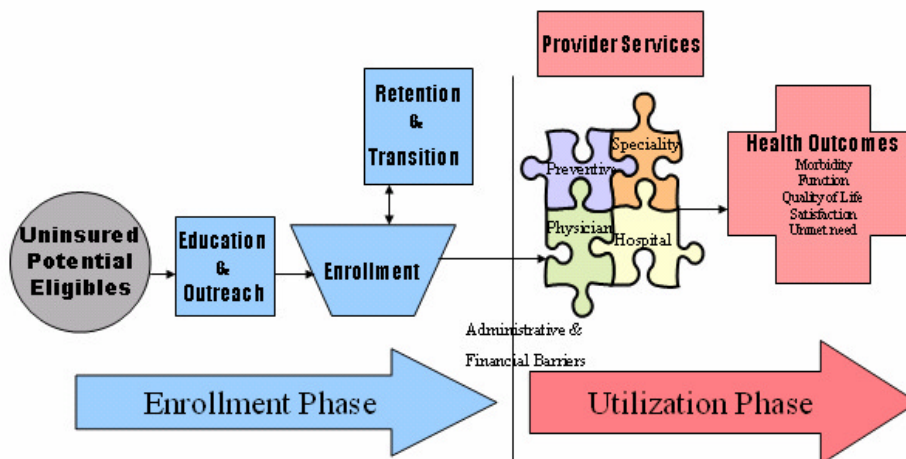 Provider Services
Retention
&
Transition
Speciality
Preventive
Health Outcomes
Morbidity
Function
Quality of Life
Satisfaction
Unmet need
Uninsured
Potential
Eligibles
Education
&
Outreach
Enrollment
Physician
Hospital
Administrative &
Financial Barriers
Enrollment Phase
Utilization Phase